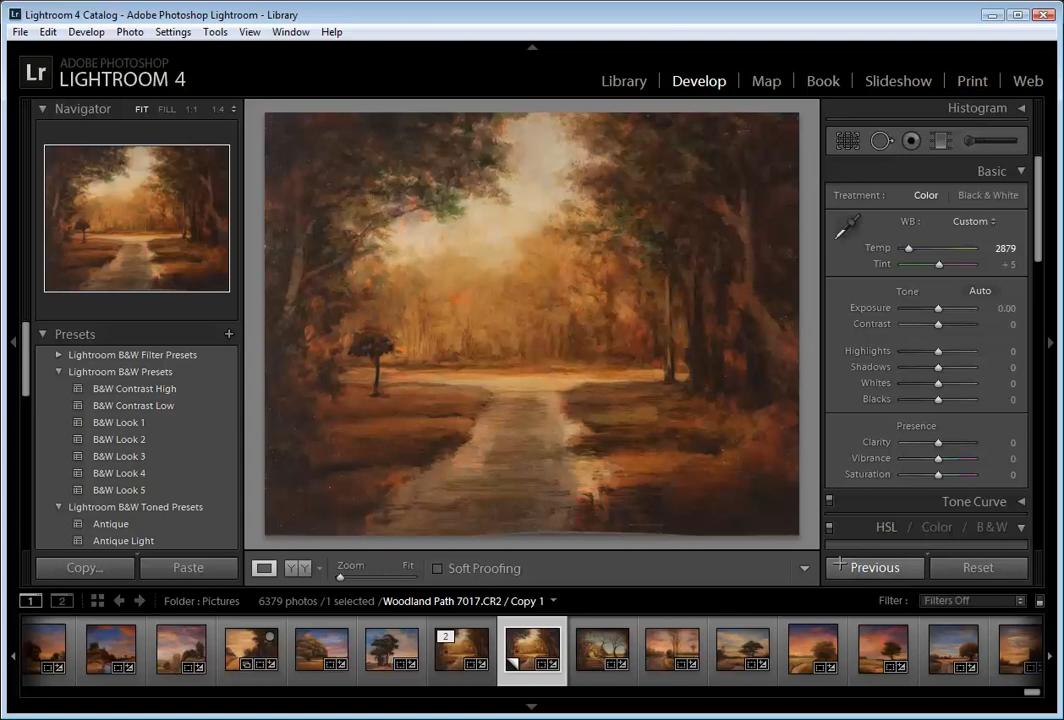 Lightroom 4 Catalog - Adobe Photoshop Lightroom - Library
File Edit Develop Photo Settings Tools View Window Help
Lr ADOBE PHOTOSHOP
LIGHTROOM 4
Library | Develop | Map | Book | Slideshow | Print | Web
Navigator FIT FILL 1:1 1:4
Presets +
Lightroom B&W Filter Presets
Lightroom B&W Presets
B&W Contrast High
B&W Contrast Low
B&W Look 1
B&W Look 2
B&W Look 3
B&W Look 4
B&W Look 5
Lightroom B&W Toned Presets
Antique
Antique Light
Copy... Paste
Histogram
Basic
Treatment : Color Black & White
WB : Custom
Temp 2879
Tint + 5
Tone Auto
Exposure 0.00
Contrast 0
Highlights 0
Shadows 0
Whites 0
Blacks 0
Presence
Clarity 0
Vibrance 0
Saturation 0
Tone Curve
HSL / Color / B & W
Previous Reset
Y Y Zoom Fit Soft Proofing
1 2 Folder : Pictures 6379 photos / 1 selected / Woodland Path 7017.CR2 / Copy 1 Filter : Filters Off
2